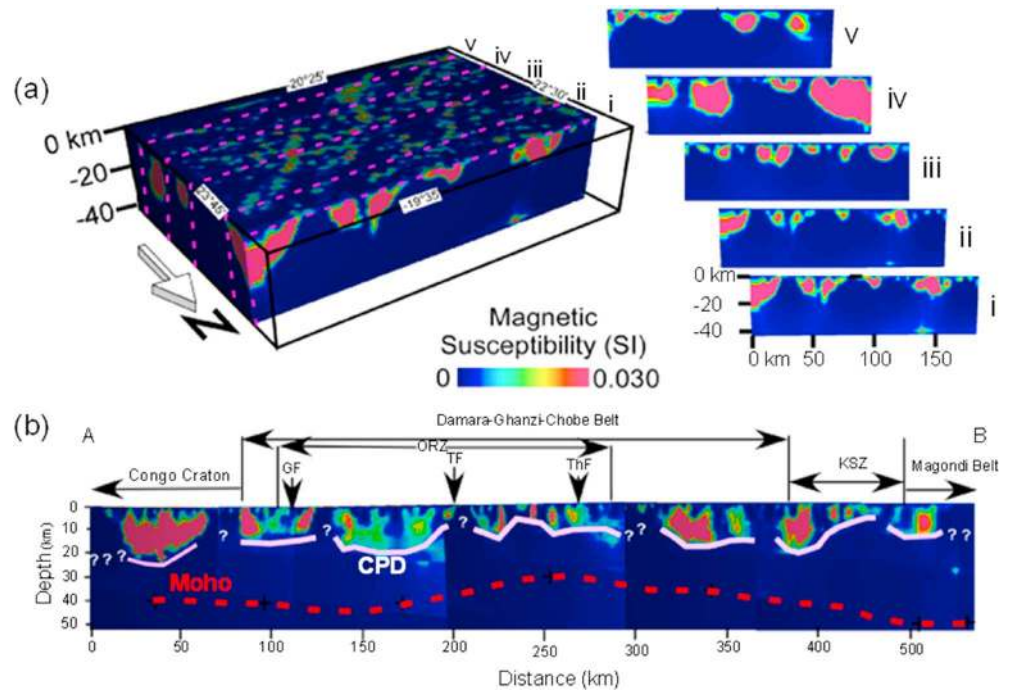 (a)
V
iv
iii
ii
i
-20°25'
22°30'
0 km
-20
-40
23°45'
-19°35
N
V
iv
iii
ii
0 km
-20
-40
i
0 km 50 100 150
Magnetic
Susceptibility (SI)
0 0.030
(b)
A Damara-Ghanzi-Chobe Belt B
ORZ
GF TF ThF KSZ
Congo Craton Magondi Belt
Depth (km)
0
10
20
30
40
50
? ? ? ? ? ? ? ? ? ? ?
CPD
Moho
0 50 100 150 200 250 300 350 400 450 500
Distance (km)